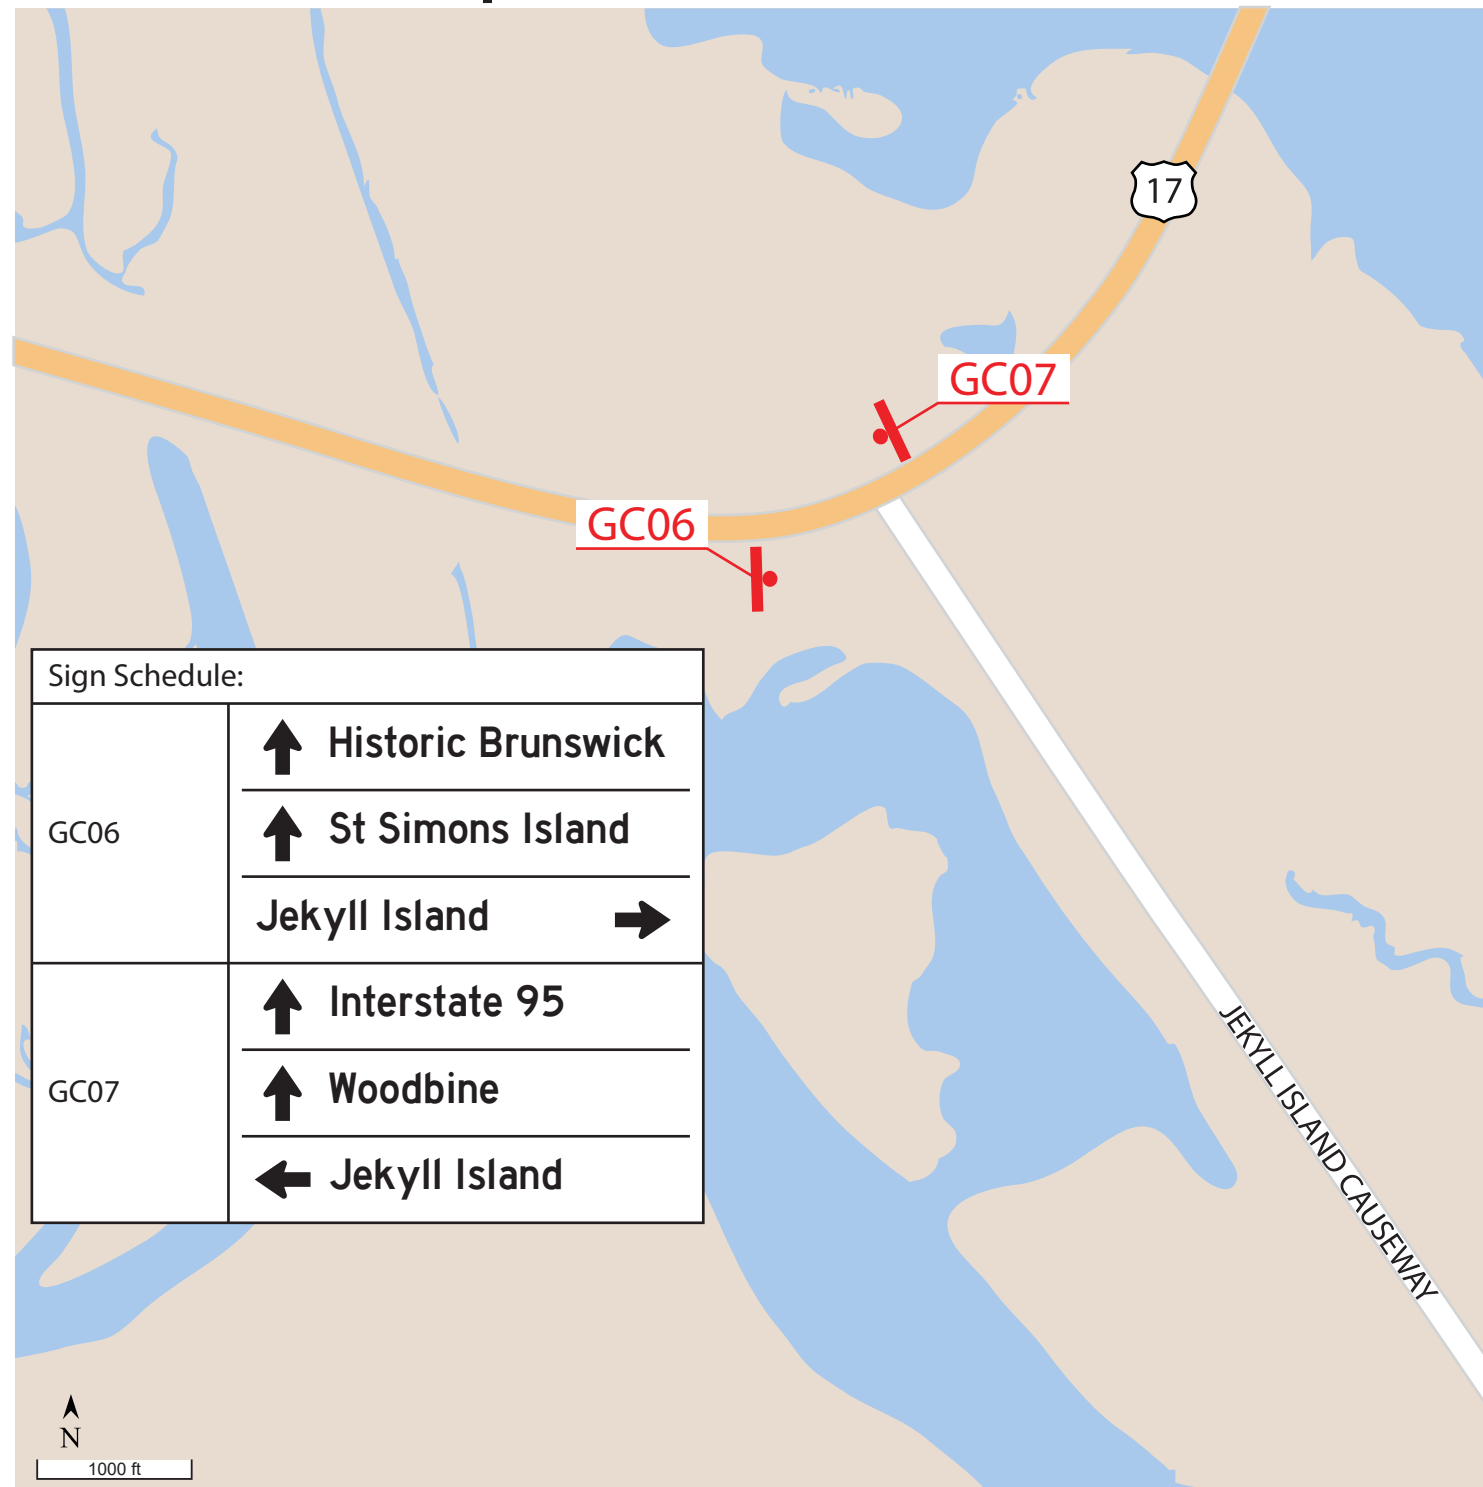 17
GC07
GC06
Sign Schedule:
GC06
Historic Brunswick
St Simons Island
Jekyll Island
GC07
Interstate 95
Woodbine
Jekyll Island
JEKYLL ISLAND CAUSEWAY
N
1000 ft